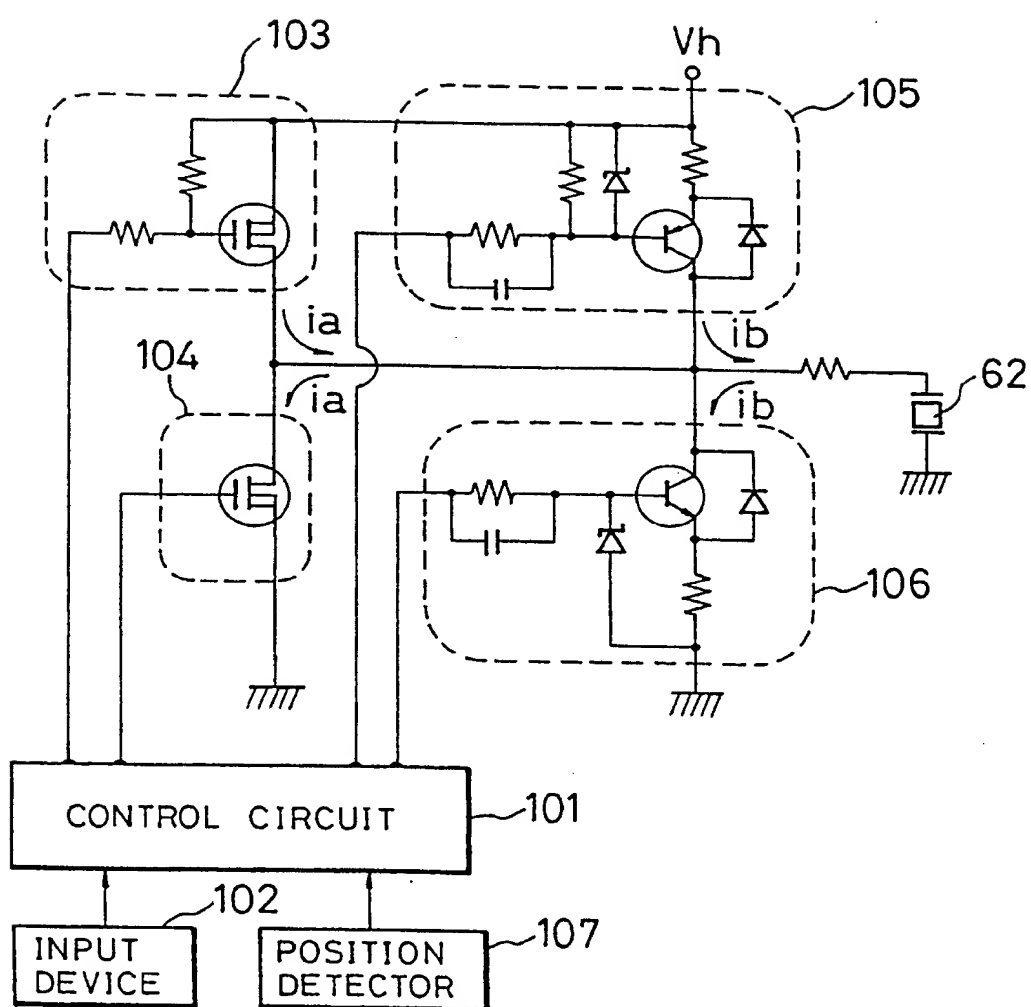 103
Vh
105
ia
ib
104
ia
ib
62
106
CONTROL CIRCUIT
101
102
107
INPUT
DEVICE
POSITION
DETECTOR